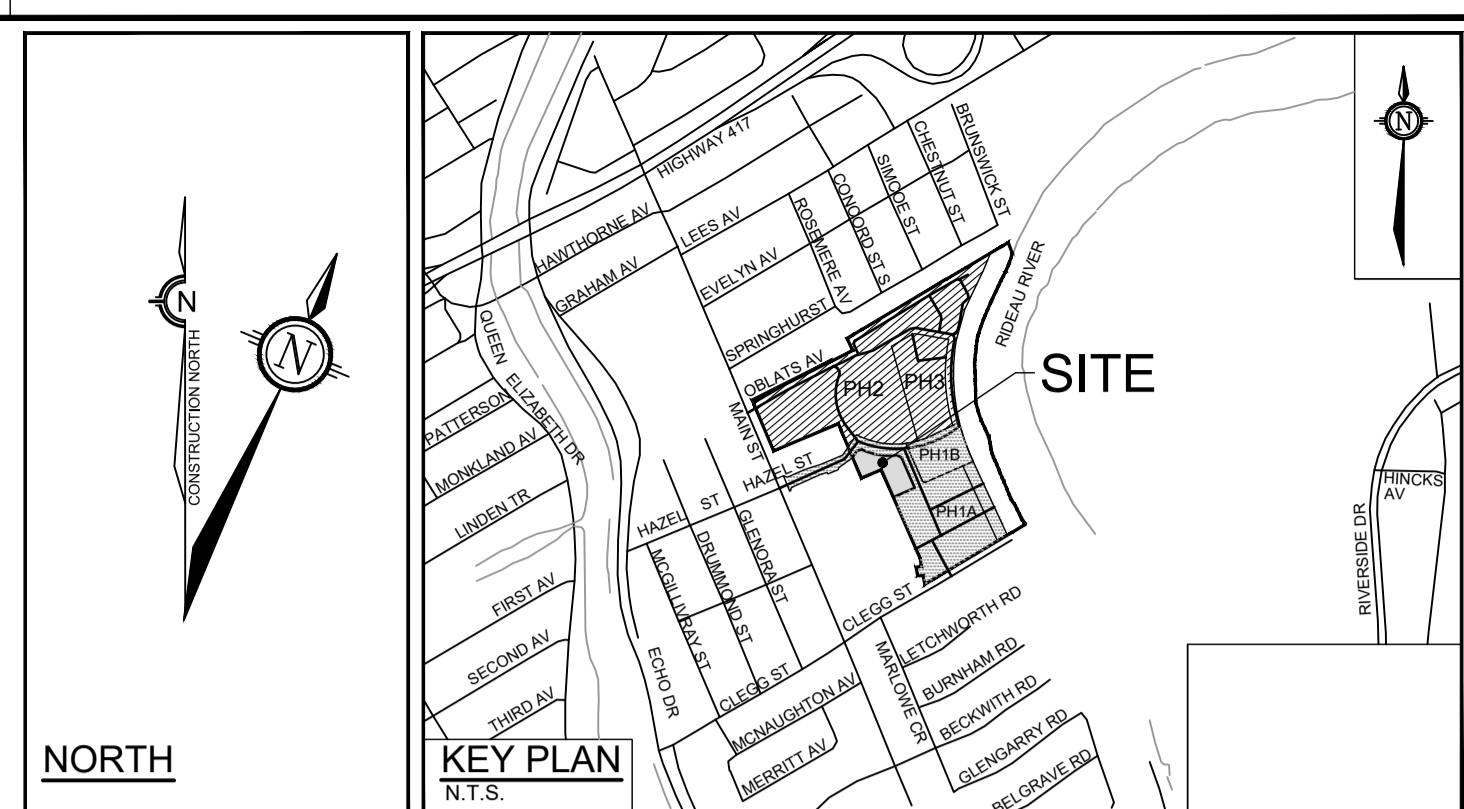 N
CONSTRUCTION NORTH
N
NORTH
HIGHWAY 417
BRUNSWICK ST
CHESTNUT ST
SIMCOE ST
CONCORD ST S
ROSEMERE AV
N
HAWTHORNE AV
LEES AV
GRAHAM AV
EVELYN AV
SPRINGHURST
OBLATS AV
RIDEAU RIVER
QUEEN ELIZABETH DR
SITE
PH2
PH3
PATTERSON
MAIN ST
MONKLAND AV
HAZEL ST
PH1B
LINDEN TR
HAZEL ST
GLENORA ST
PH1A
HINCKS
AV
DRUMMOND ST
MCGILLIVRAY ST
RIVERSIDE DR
FIRST AV
CLEGG ST
LETCHWORTH RD
SECOND AV
ECHO DR
MARLOWE CR
BURNHAM RD
THIRD AV
CLEGG ST
BECKWITH RD
MCNAUGHTON AV
GLENGARRY RD
MERRITT AV
BELGRAVE RD
KEY PLAN
N.T.S.